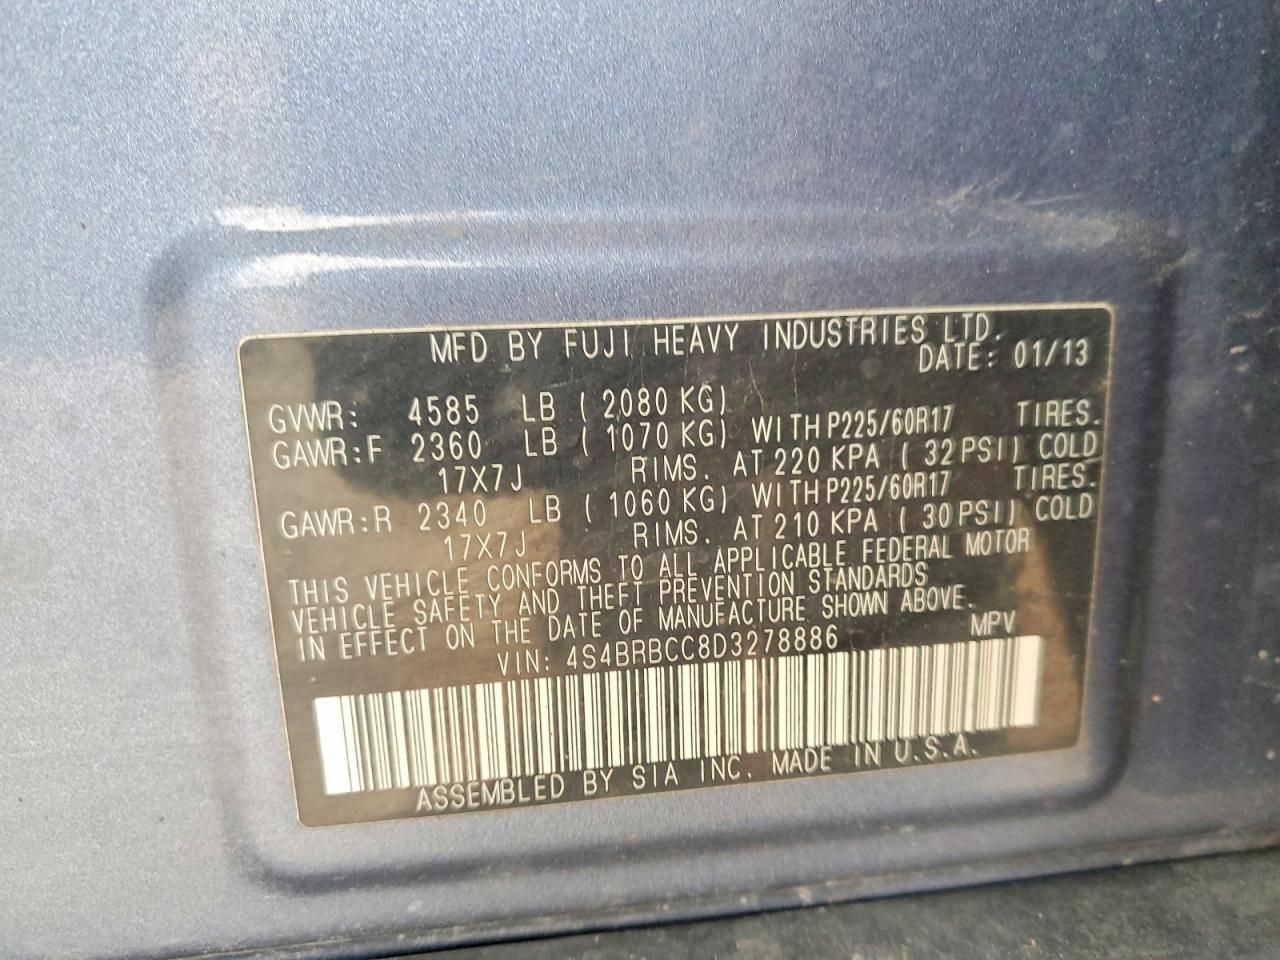 MFD BY FUJI HEAVY INDUSTRIES LTD.
DATE: 01/13
GVWR: 4585 LB (2080 KG)
GAWR:F 2360 LB (1070 KG) WITH P225/60R17 TIRES.
17X7J RIMS. AT 220 KPA (32 PSI) COLD
GAWR:R 2340 LB (1060 KG) WITH P225/60R17 TIRES.
17X7J RIMS. AT 210 KPA (30 PSI) COLD
THIS VEHICLE CONFORMS TO ALL APPLICABLE FEDERAL MOTOR
VEHICLE SAFETY AND THEFT PREVENTION STANDARDS
IN EFFECT ON THE DATE OF MANUFACTURE SHOWN ABOVE.
VIN: 4S4BRBCC8D3278886 MPV
ASSEMBLED BY SIA INC. MADE IN U.S.A.